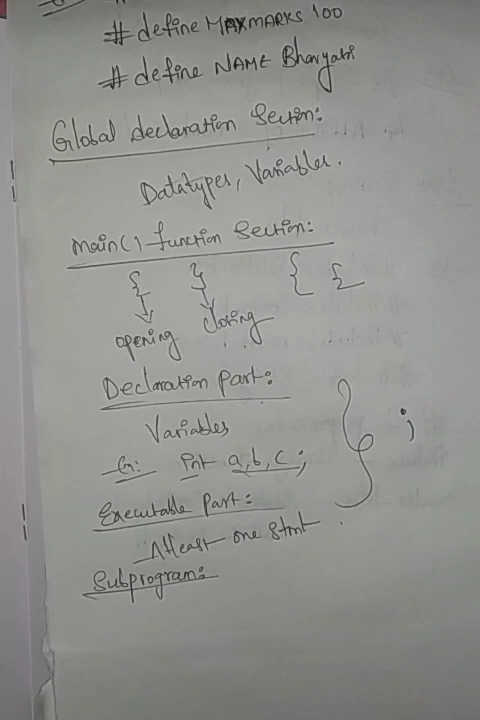 # define MAXMARKS 100
# define NAME Bhavyasri
Global declaration Section:
Datatypes, Variables.
main() function Section:
{ } { {
opening closing
Declaration part:
Variables
Eg: int a, b, c;
} ;
Executable Part:
Atleast one stmt
Subprogram: